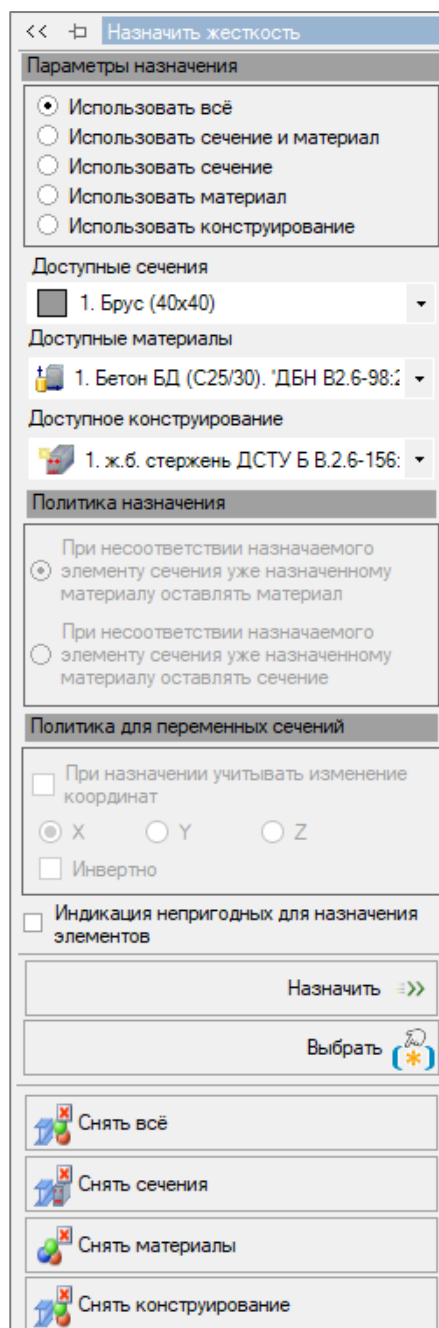 << Назначить жесткость
Параметры назначения
Использовать всё
Использовать сечение и материал
Использовать сечение
Использовать материал
Использовать конструирование
Доступные сечения
1. Брус (40x40)
Доступные материалы
1. Бетон БД (C25/30). "ДБН В2.6-98:2
Доступное конструирование
1. ж.б. стержень ДСТУ Б В.2.6-156:
Политика назначения
При несоответствии назначаемого
элементу сечения уже назначенному
материалу оставлять материал
При несоответствии назначаемого
элементу сечения уже назначенному
материалу оставлять сечение
Политика для переменных сечений
При назначении учитывать изменение
координат
X Y Z
Инвертно
Индикация непригодных для назначения
элементов
Назначить
Выбрать
Снять всё
Снять сечения
Снять материалы
Снять конструирование